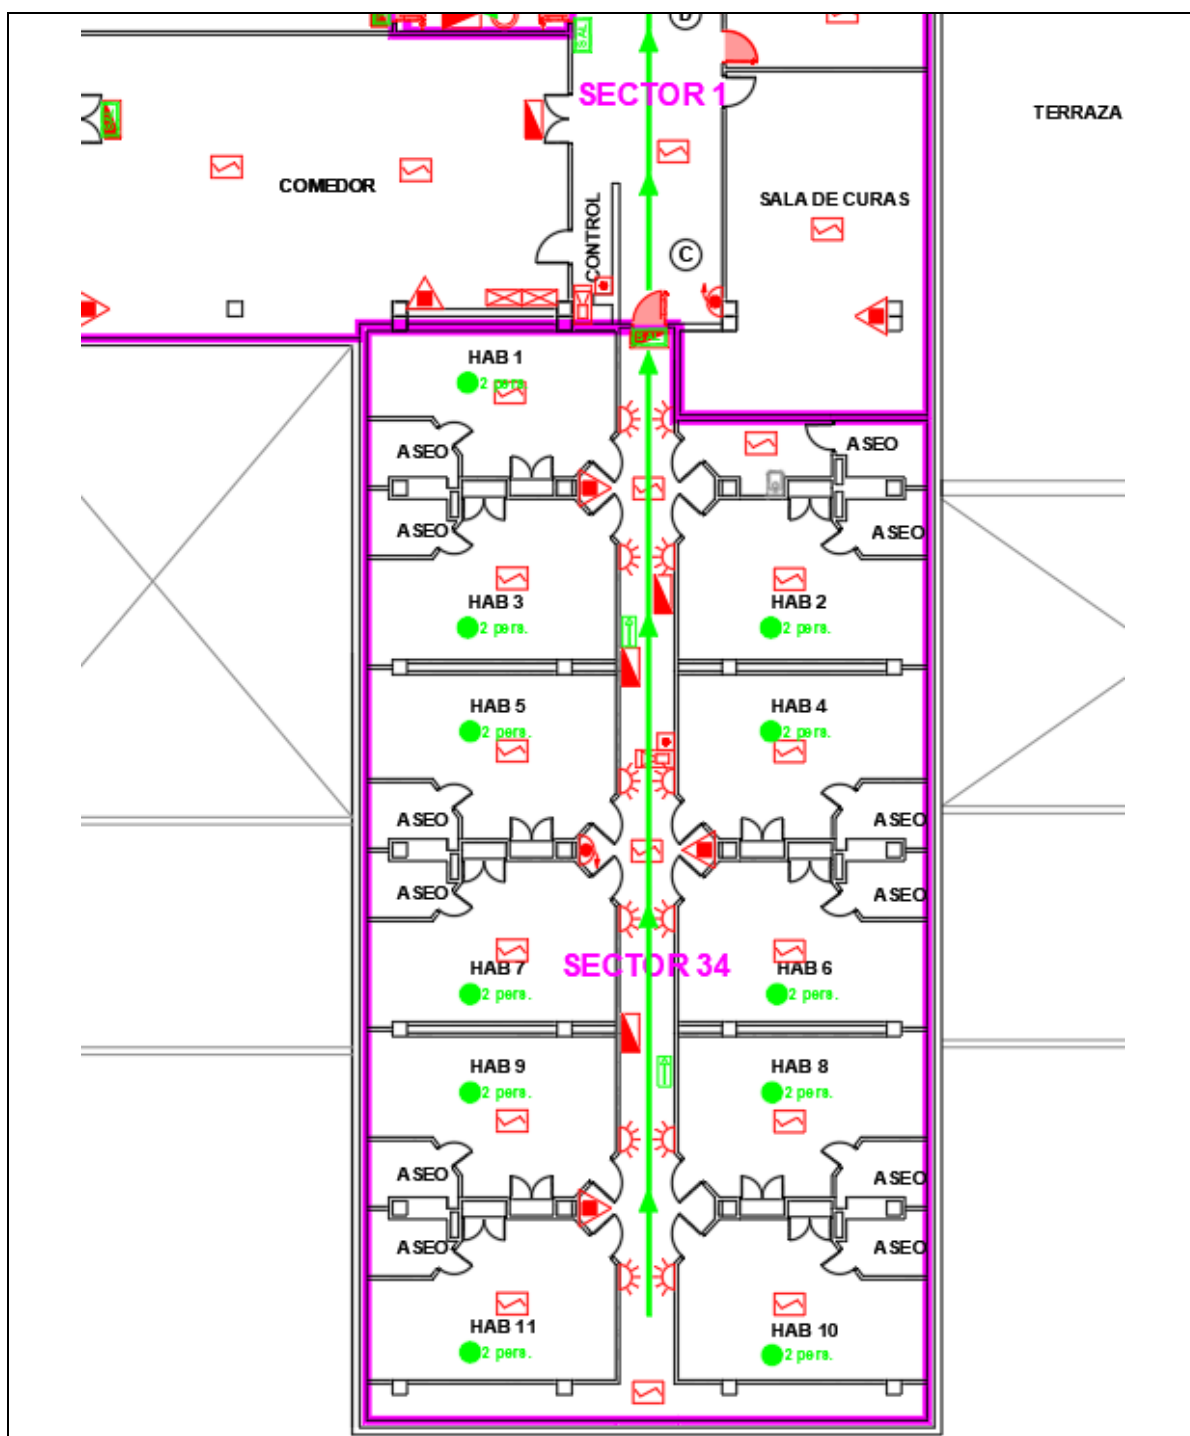 D
SAL
SECTOR 1
TERRAZA
COMEDOR
SALA DE CURAS
CONTROL
C
HAB 1
2 pers.
ASEO
ASEO
ASEO
ASEO
HAB 3
2 pers.
HAB 2
2 pers.
HAB 5
2 pers.
HAB 4
2 pers.
ASEO
ASEO
ASEO
ASEO
SECTOR 34
HAB 7
2 pers.
HAB 6
2 pers.
HAB 9
2 pers.
HAB 8
2 pers.
ASEO
ASEO
ASEO
ASEO
HAB 11
2 pers.
HAB 10
2 pers.